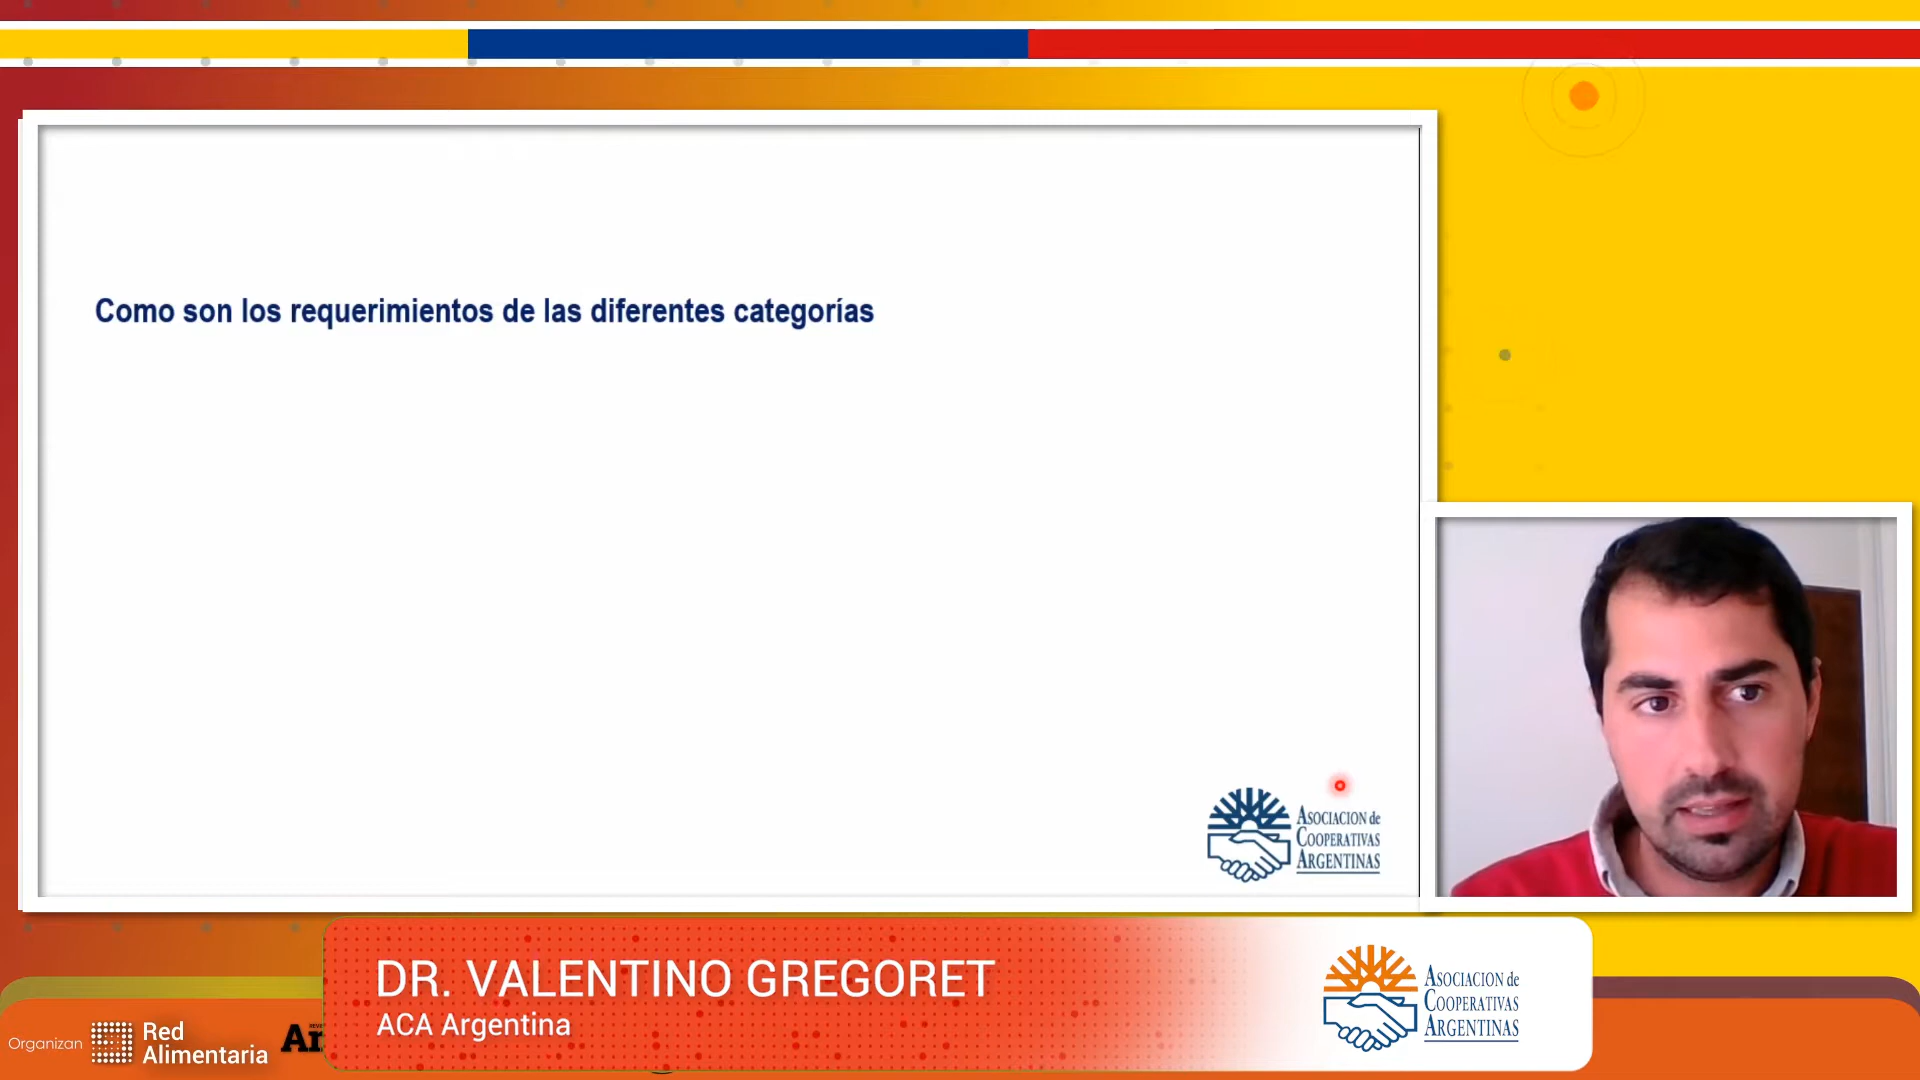 Como son los requerimientos de las diferentes categorías
ASOCIACION de
COOPERATIVAS
ARGENTINAS
DR. VALENTINO GREGORET
ACA Argentina
ASOCIACION de
COOPERATIVAS
ARGENTINAS
Organizan
Red
Alimentaria